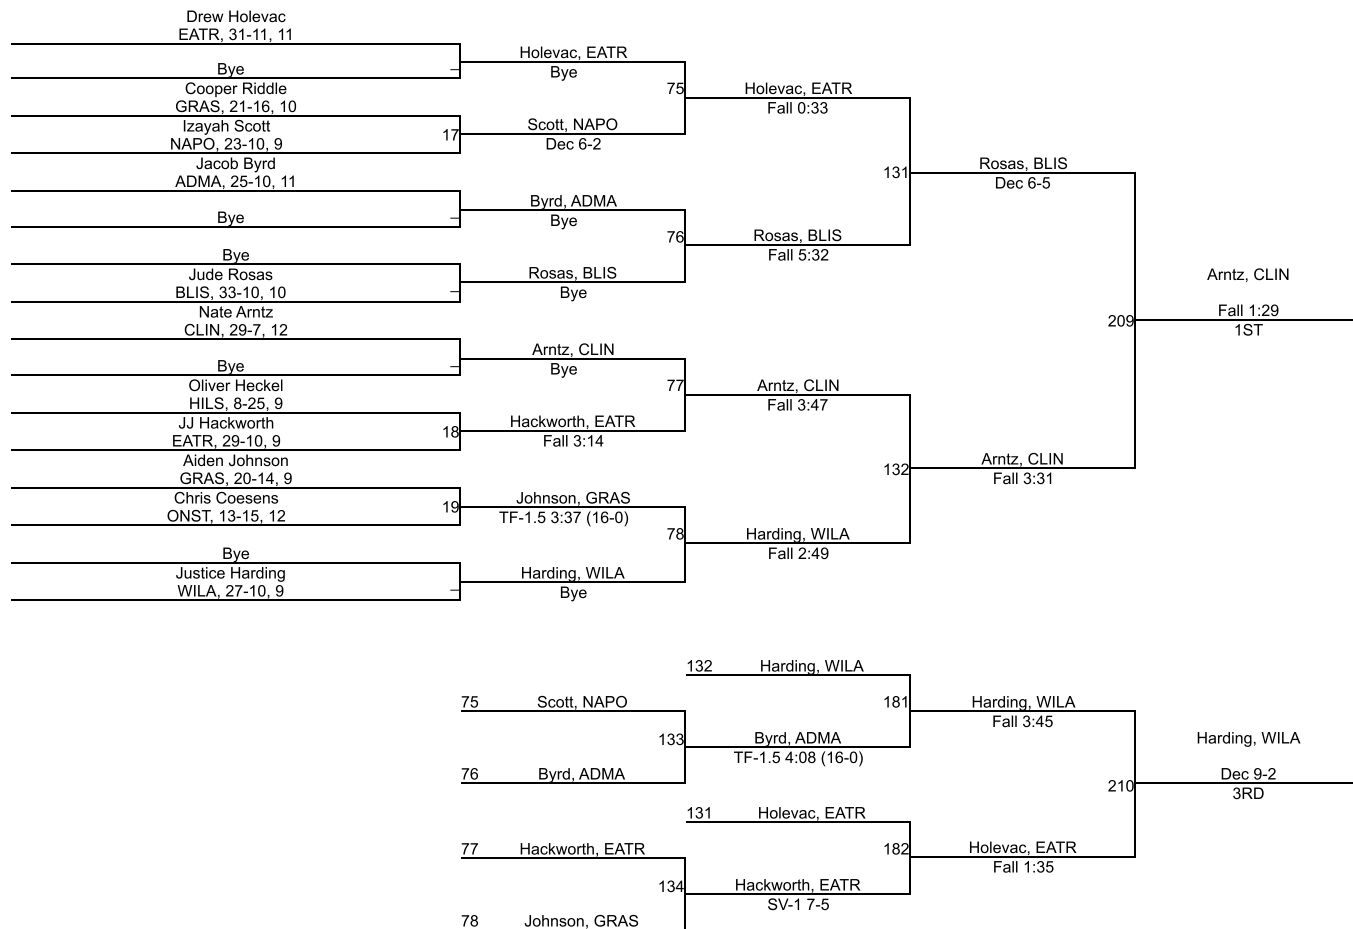 Drew Holevac
EATR, 31-11, 11
Bye
Cooper Riddle
GRAS, 21-16, 10
Izayah Scott
NAPO, 23-10, 9
Jacob Byrd
ADMA, 25-10, 11
Bye
Bye
Jude Rosas
BLIS, 33-10, 10
Nate Arntz
CLIN, 29-7, 12
Bye
Oliver Heckel
HILS, 8-25, 9
JJ Hackworth
EATR, 29-10, 9
Aiden Johnson
GRAS, 20-14, 9
Chris Coesens
ONST, 13-15, 12
Bye
Justice Harding
WILA, 27-10, 9
17
18
19
Holevac, EATR
Bye
Scott, NAPO
Dec 6-2
Byrd, ADMA
Bye
Rosas, BLIS
Bye
Arntz, CLIN
Bye
Hackworth, EATR
Fall 3:14
Johnson, GRAS
TF-1.5 3:37 (16-0)
Harding, WILA
Bye
75
76
77
78
Holevac, EATR
Fall 0:33
Rosas, BLIS
Fall 5:32
Arntz, CLIN
Fall 3:47
Harding, WILA
Fall 2:49
131
132
Rosas, BLIS
Dec 6-5
Arntz, CLIN
Fall 3:31
209
Arntz, CLIN
Fall 1:29
1ST
75 Scott, NAPO
76 Byrd, ADMA
77 Hackworth, EATR
78 Johnson, GRAS
133
134
132 Harding, WILA
Byrd, ADMA
TF-1.5 4:08 (16-0)
131 Holevac, EATR
Hackworth, EATR
SV-1 7-5
181
182
Harding, WILA
Fall 3:45
Holevac, EATR
Fall 1:35
210
Harding, WILA
Dec 9-2
3RD